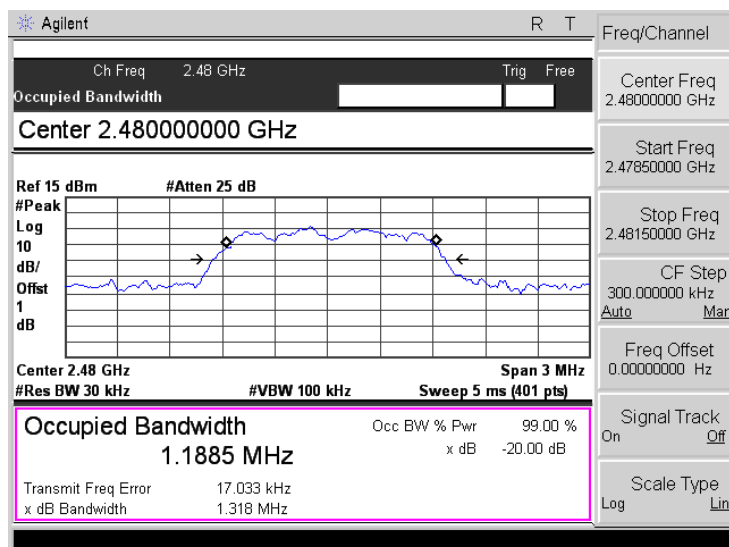 Agilent R T
Ch Freq 2.48 GHz Trig Free
Occupied Bandwidth
Center 2.480000000 GHz
Ref 15 dBm #Atten 25 dB
#Peak
Log
10
dB/
Offst
1
dB
Center 2.48 GHz Span 3 MHz
#Res BW 30 kHz #VBW 100 kHz Sweep 5 ms (401 pts)
Occupied Bandwidth
1.1885 MHz
Occ BW % Pwr 99.00 %
x dB -20.00 dB
Transmit Freq Error 17.033 kHz
x dB Bandwidth 1.318 MHz
Freq/Channel
Center Freq
2.48000000 GHz
Start Freq
2.47850000 GHz
Stop Freq
2.48150000 GHz
CF Step
300.000000 kHz
Auto Man
Freq Offset
0.00000000 Hz
Signal Track
On Off
Scale Type
Log Lin